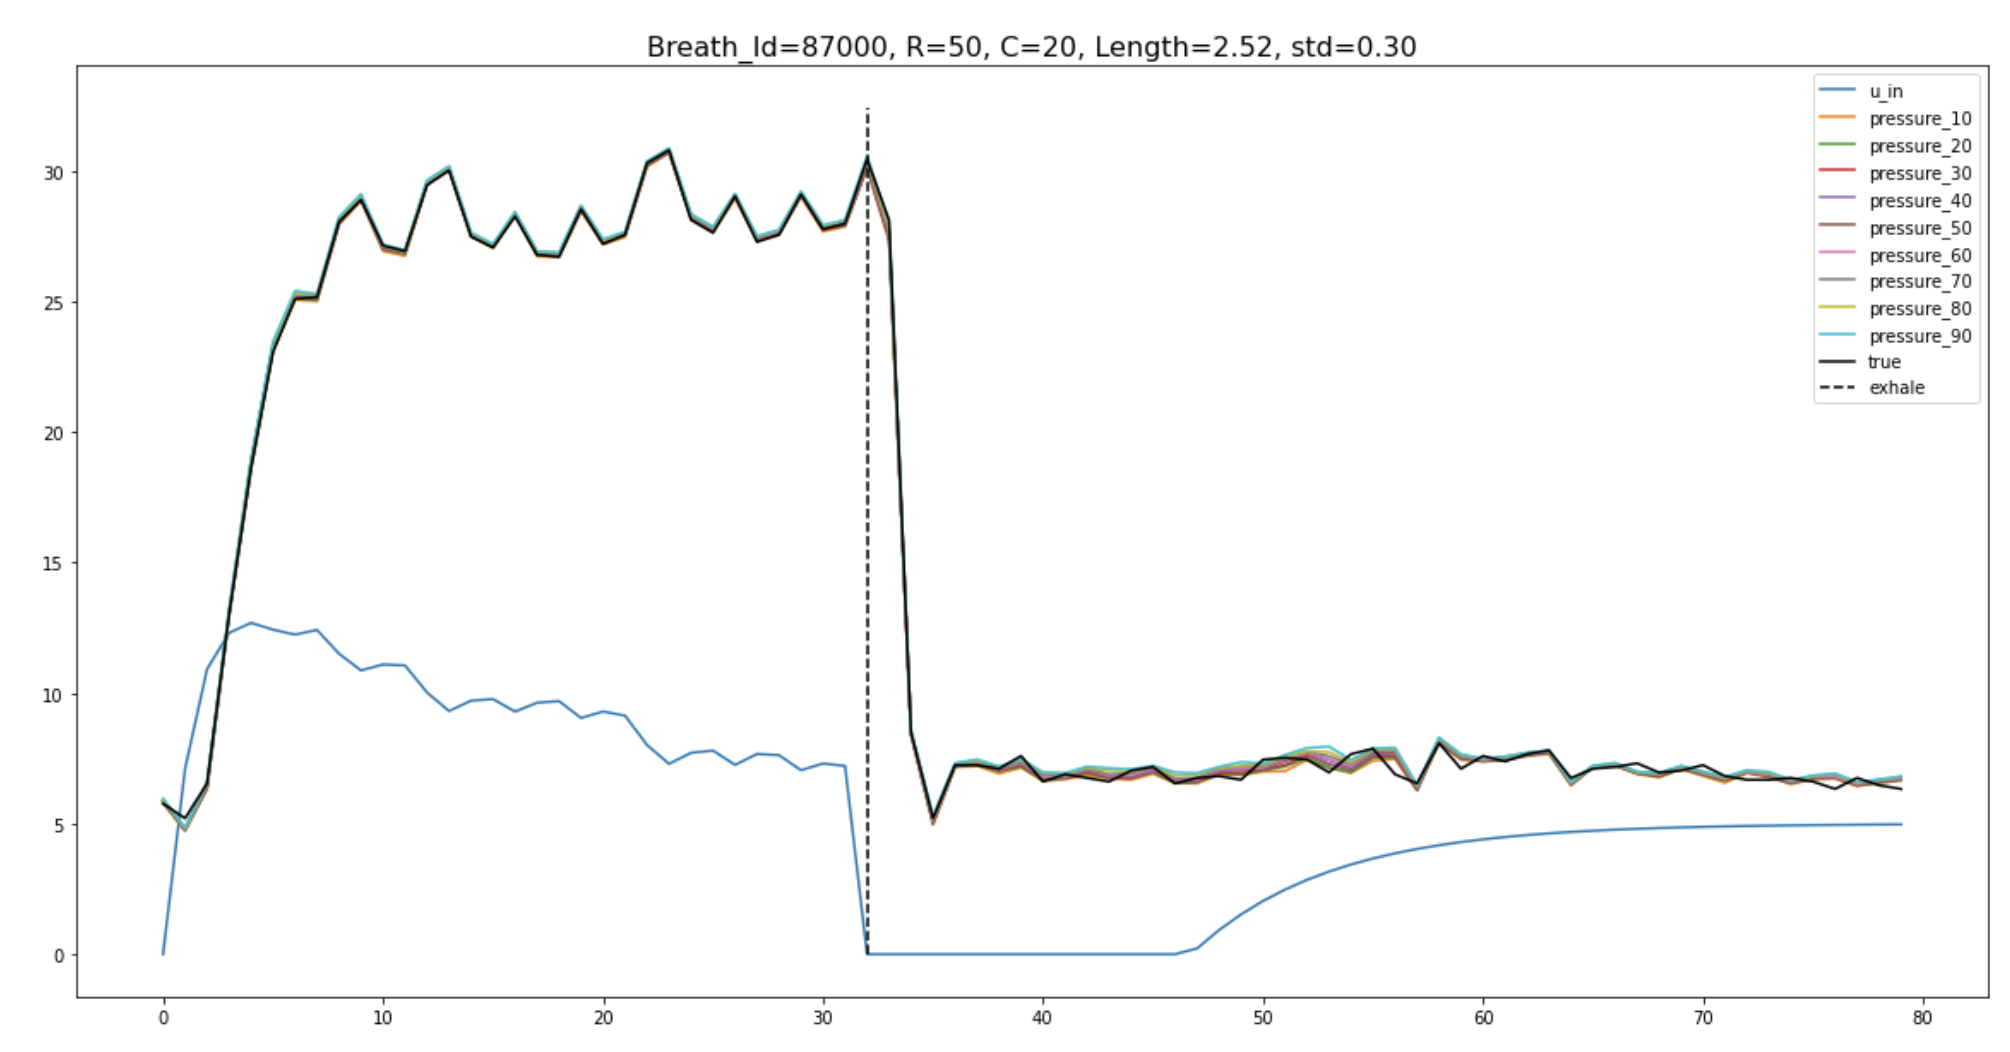 Breath_Id=87000, R=50, C=20, Length=2.52, std=0.30
u_in
pressure_10
pressure_20
pressure_30
pressure_40
pressure_50
pressure_60
pressure_70
pressure_80
pressure_90
true
exhale
30
25
20
15
10
5
0
0 10 20 30 40 50 60 70 80